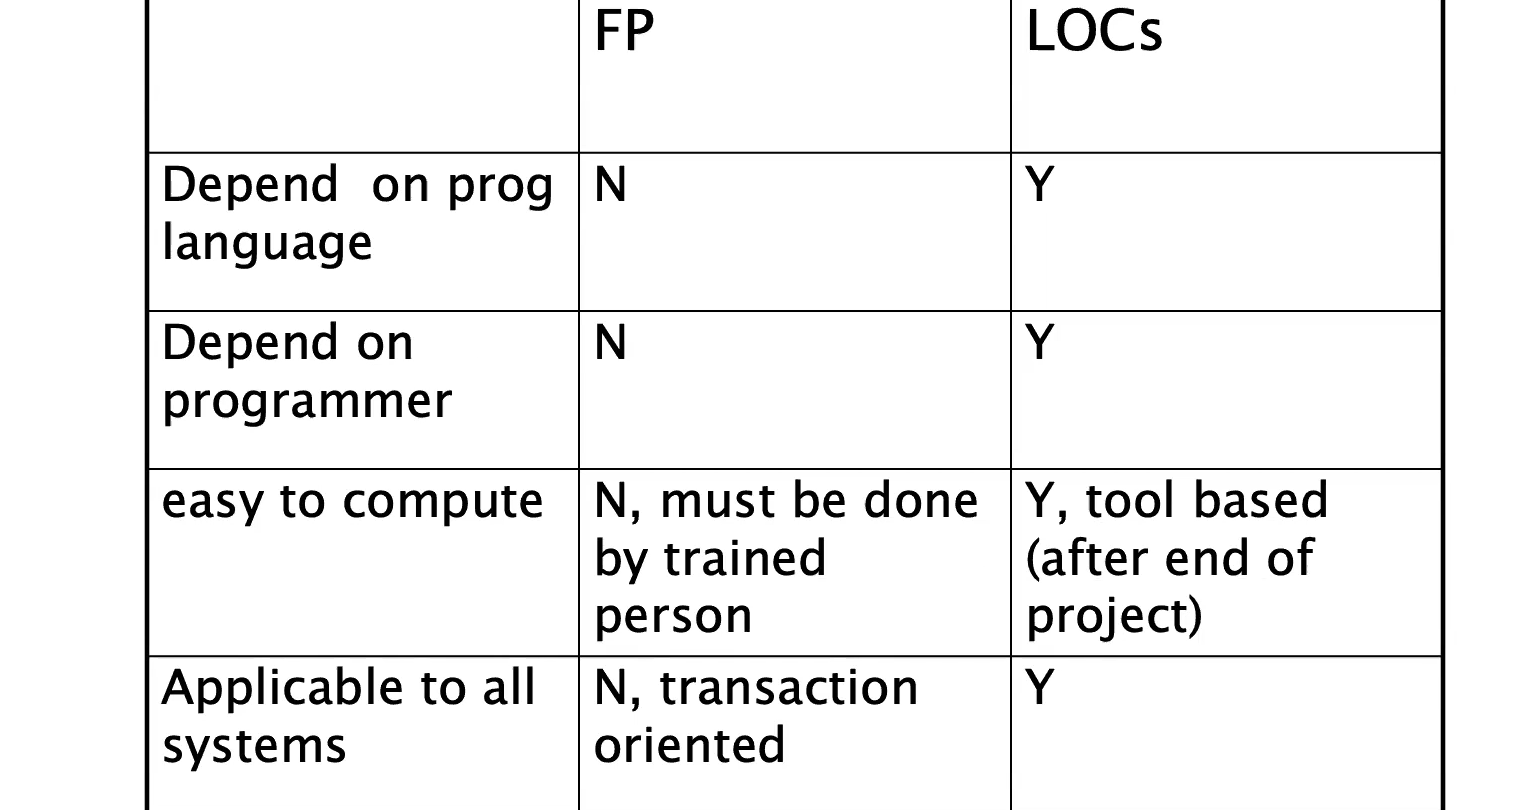 FP LOCs
Depend on prog N Y
language
Depend on N Y
programmer
easy to compute N, must be done Y, tool based
by trained (after end of
person project)
Applicable to all N, transaction Y
systems oriented